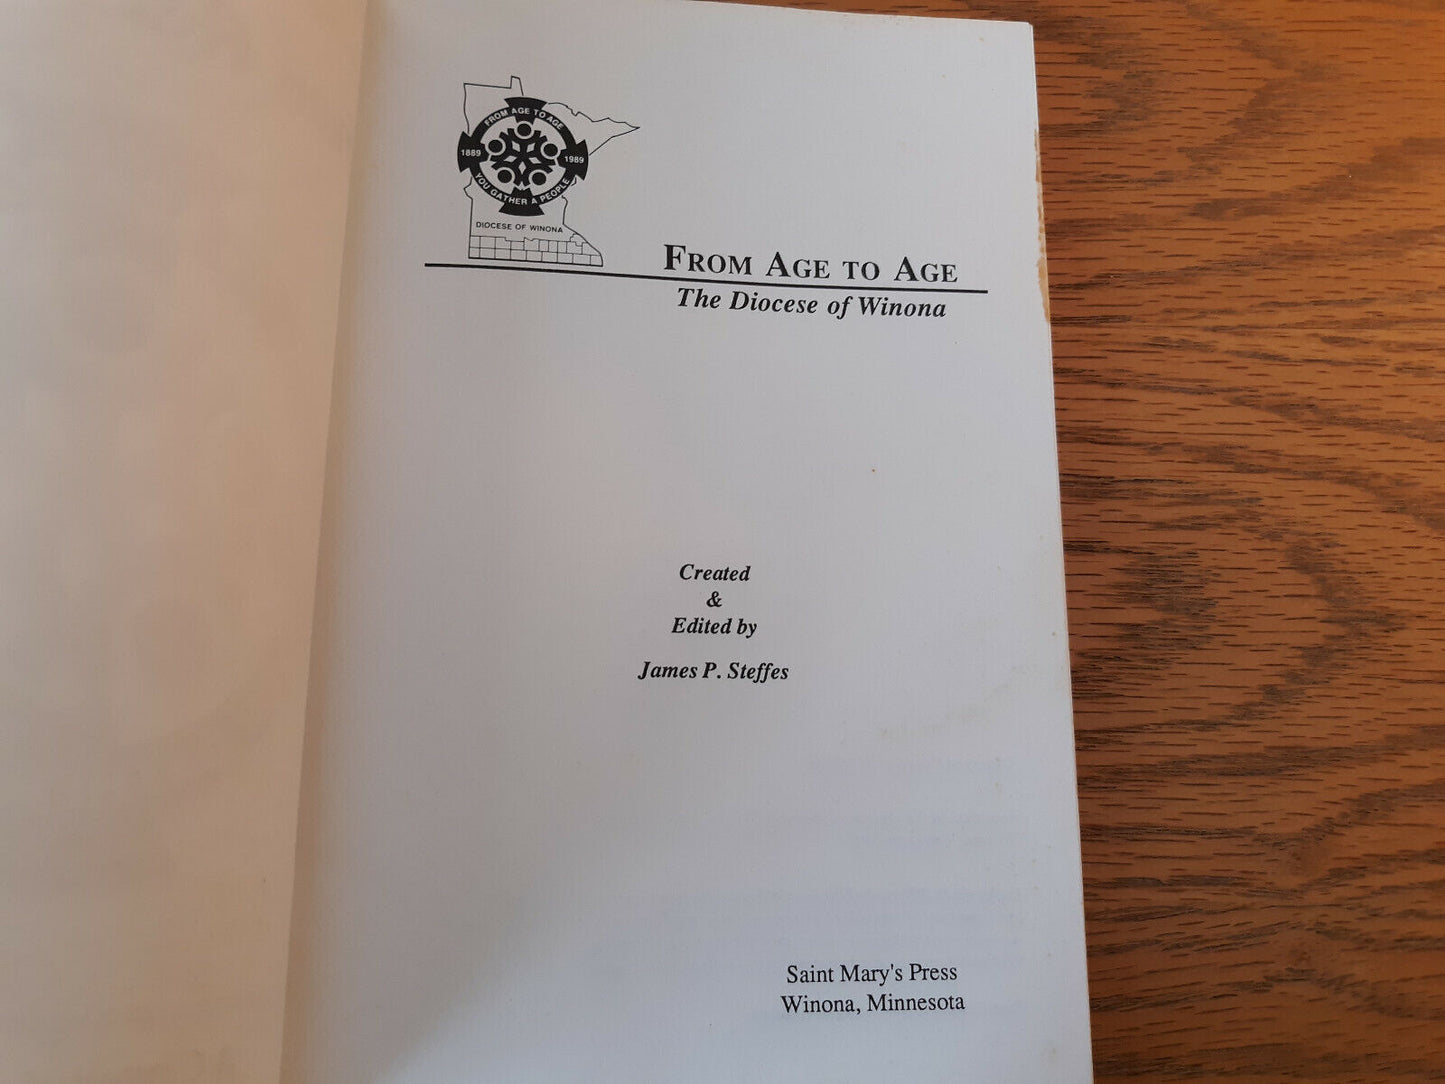 FROM AGE TO AGE
1889
1989
YOU GATHER A PEOPLE
DIOCESE OF WINONA
FROM AGE TO AGE
The Diocese of Winona
Created
&
Edited by
James P. Steffes
Saint Mary's Press
Winona, Minnesota